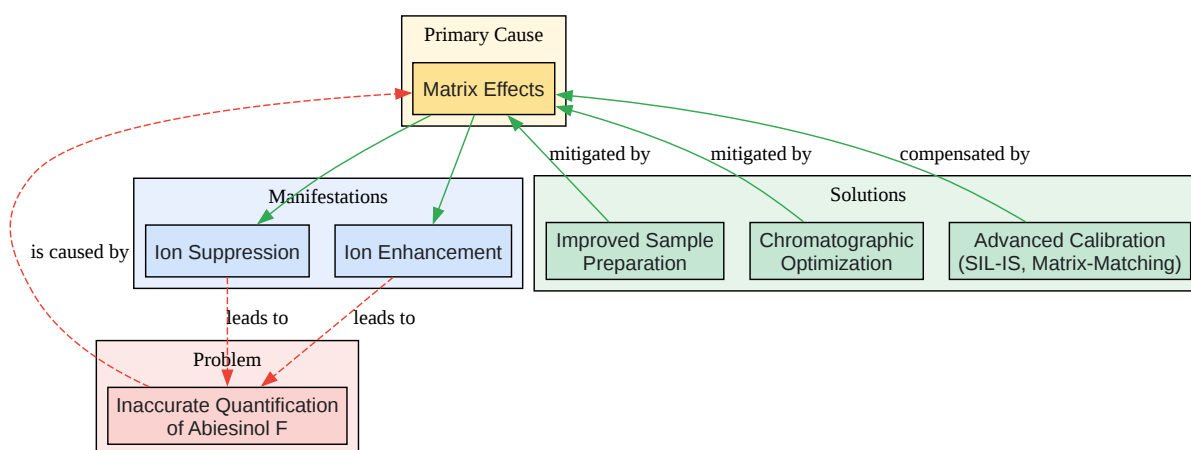 Primary Cause
Matrix Effects
mitigated by
mitigated by
compensated by
Manifestations
Solutions
Ion Suppression
Ion Enhancement
Improved Sample
Preparation
Chromatographic
Optimization
Advanced Calibration
(SIL-IS, Matrix-Matching)
is caused by
leads to
leads to
Problem
Inaccurate Quantification
of Abiesinol F